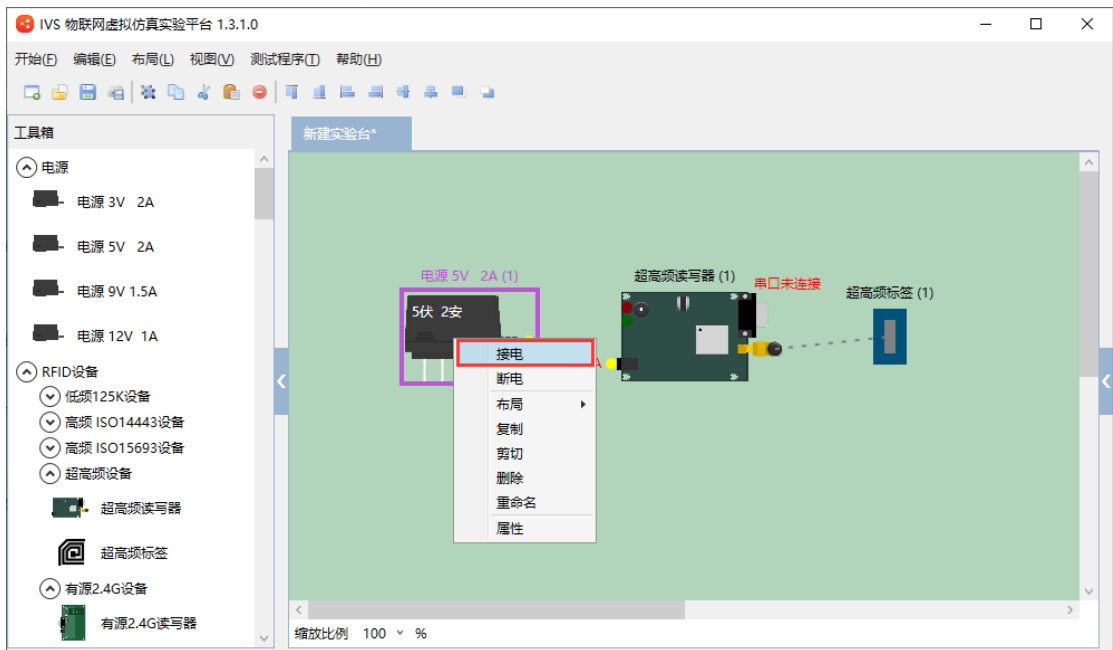 IVS 物联网虚拟仿真实验平台 1.3.1.0
开始(F) 编辑(E) 布局(L) 视图(V) 测试程序(T) 帮助(H)
工具箱
新建实验台*
电源
电源 3V 2A
电源 5V 2A
电源 9V 1.5A
电源 12V 1A
RFID设备
低频125K设备
高频 ISO14443设备
高频 ISO15693设备
超高频设备
超高频读写器
超高频标签
有源2.4G设备
有源2.4G读写器
电源 5V 2A (1)
5伏 2安
超高频读写器 (1)
串口未连接
超高频标签 (1)
A
接电
断电
布局
复制
剪切
删除
重命名
属性
缩放比例 100 %